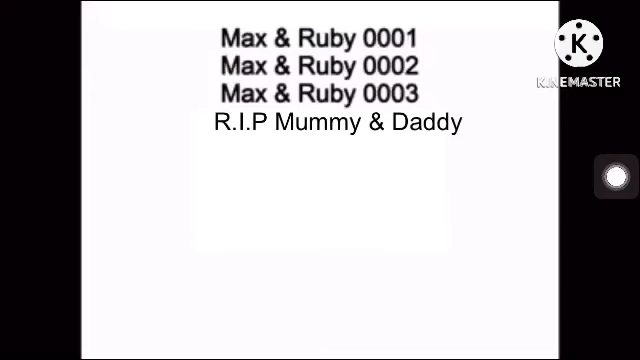 Max & Ruby 0001
Max & Ruby 0002
Max & Ruby 0003
R.I.P Mummy & Daddy
K
KINEMASTER